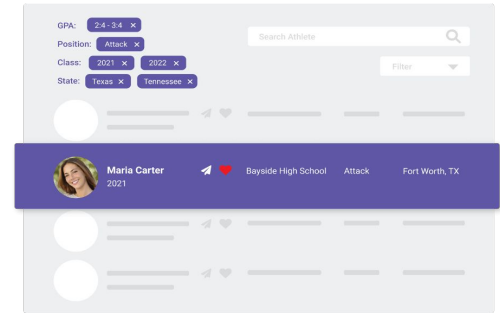 GPA: 2:4 - 3:4 ×
Position: Attack ×
Search Athlete
Class: 2021 × 2022 ×
Filter
State: Texas × Tennessee ×
Maria Carter Bayside High School Attack Fort Worth, TX
2021